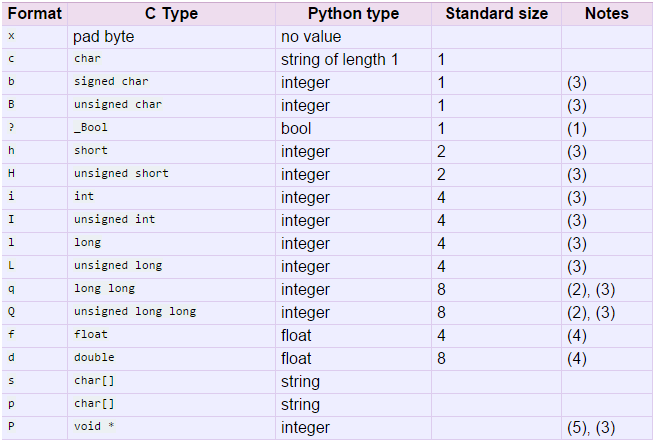 Format C Type Python type Standard size Notes
x pad byte no value
c char string of length 1 1
b signed char integer 1 (3)
B unsigned char integer 1 (3)
? _Bool bool 1 (1)
h short integer 2 (3)
H unsigned short integer 2 (3)
i int integer 4 (3)
I unsigned int integer 4 (3)
l long integer 4 (3)
L unsigned long integer 4 (3)
q long long integer 8 (2), (3)
Q unsigned long long integer 8 (2), (3)
f float float 4 (4)
d double float 8 (4)
s char[] string
p char[] string
P void * integer (5), (3)